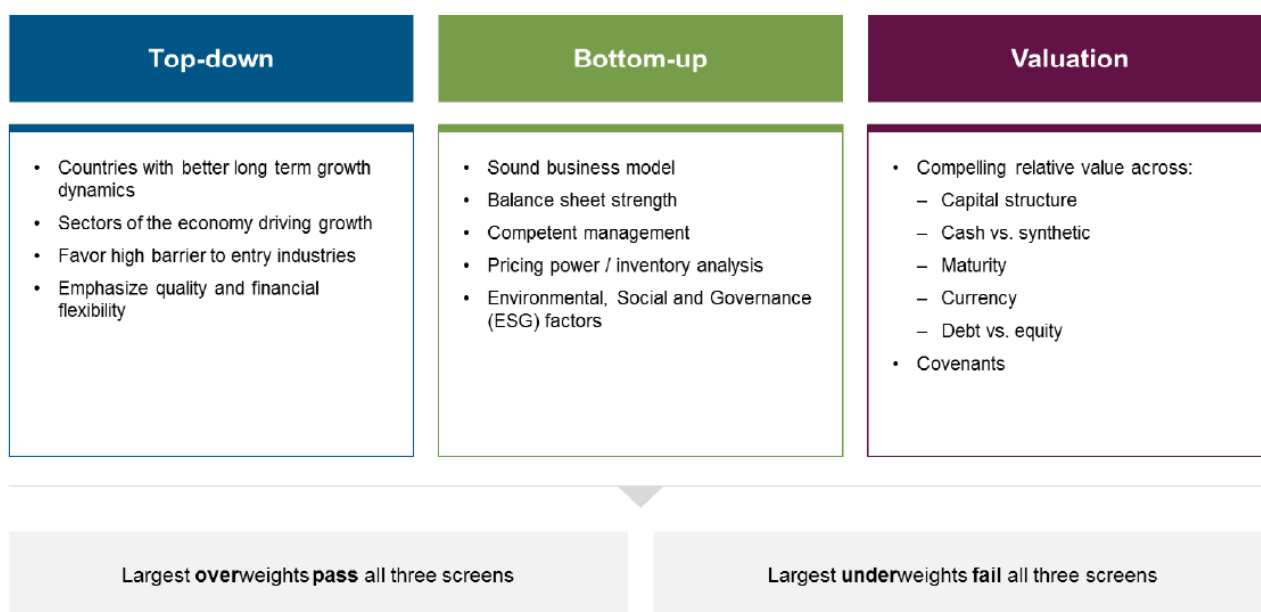 Top-down
Bottom-up
Valuation
• Countries with better long term growth
dynamics
• Sectors of the economy driving growth
• Favor high barrier to entry industries
• Emphasize quality and financial
flexibility
• Sound business model
• Balance sheet strength
• Competent management
• Pricing power / inventory analysis
• Environmental, Social and Governance
(ESG) factors
• Compelling relative value across:
– Capital structure
– Cash vs. synthetic
– Maturity
– Currency
– Debt vs. equity
• Covenants
Largest overweights pass all three screens
Largest underweights fail all three screens